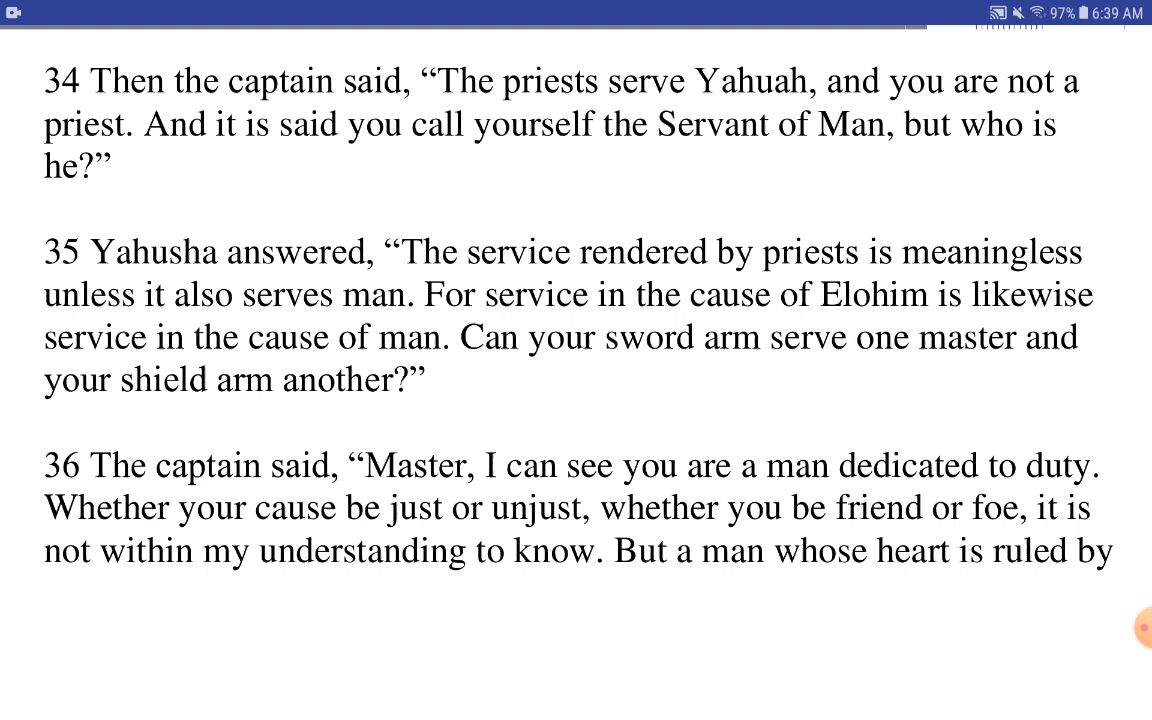 97% 6:39 AM
34 Then the captain said, “The priests serve Yahuah, and you are not a
priest. And it is said you call yourself the Servant of Man, but who is
he?”
35 Yahusha answered, “The service rendered by priests is meaningless
unless it also serves man. For service in the cause of Elohim is likewise
service in the cause of man. Can your sword arm serve one master and
your shield arm another?”
36 The captain said, “Master, I can see you are a man dedicated to duty.
Whether your cause be just or unjust, whether you be friend or foe, it is
not within my understanding to know. But a man whose heart is ruled by